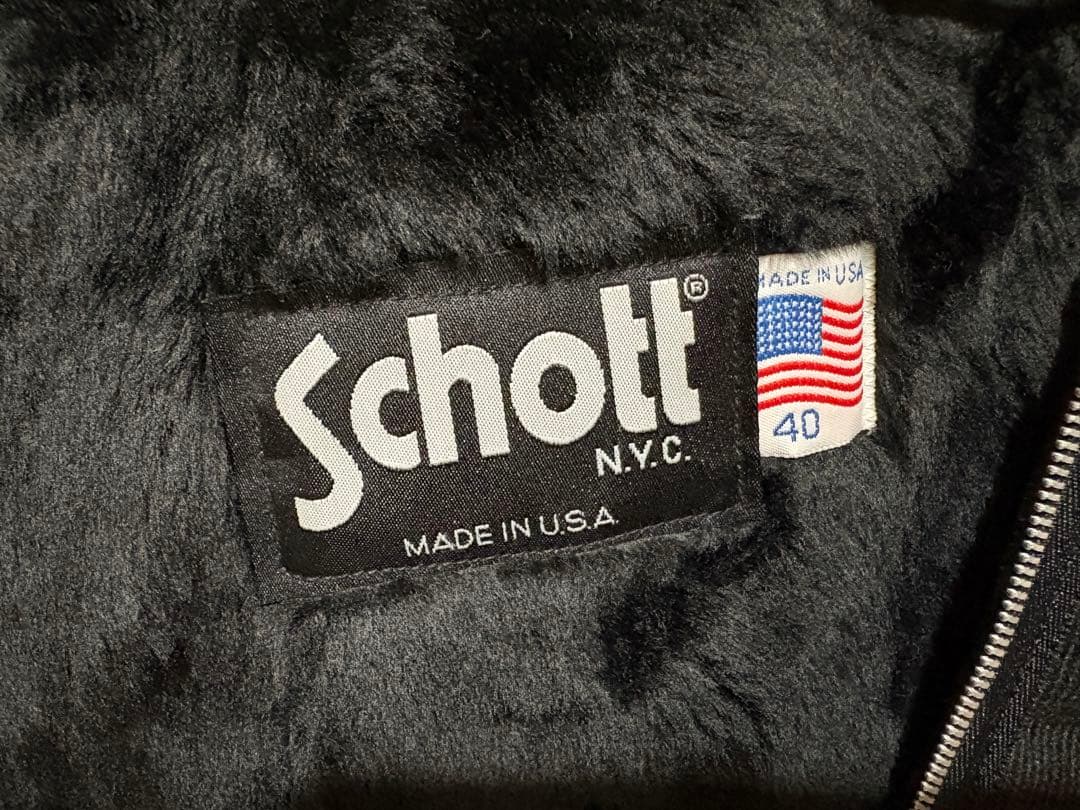 Schott®
N.Y.C.
MADE IN U.S.A.
MADE IN USA
40